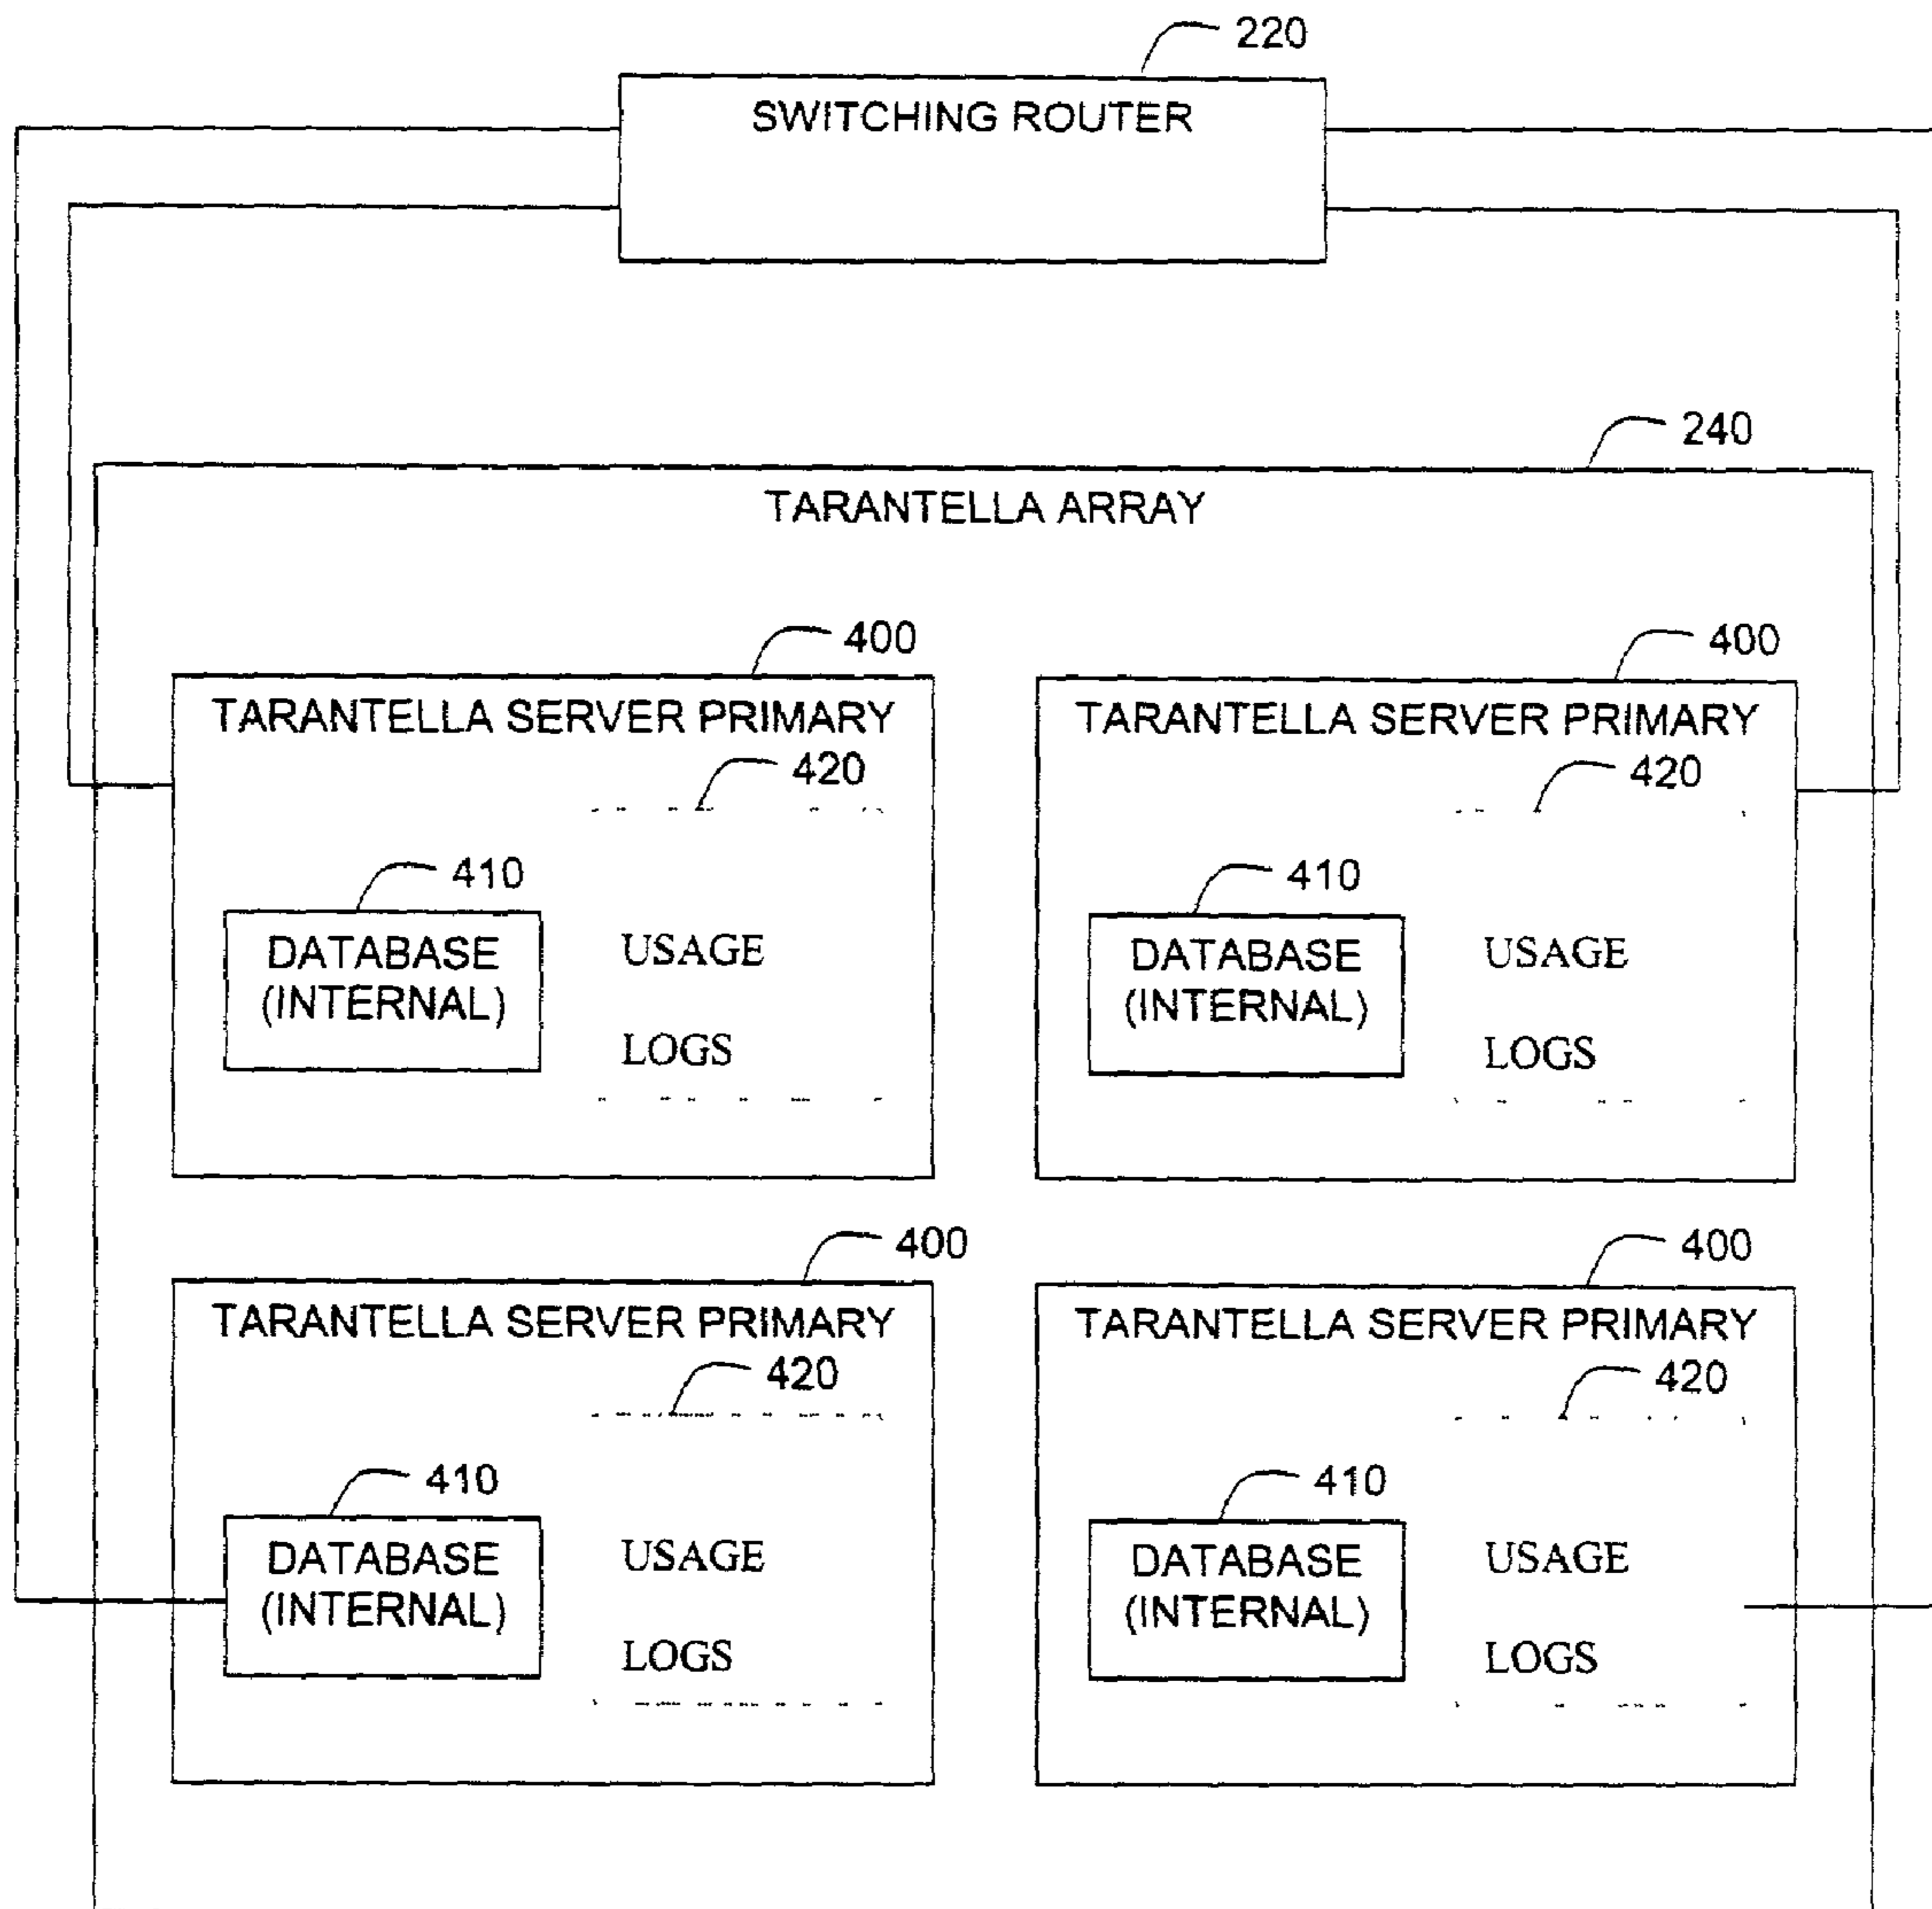 220
SWITCHING ROUTER
240
TARANTELLA ARRAY
400
TARANTELLA SERVER PRIMARY
420
410
DATABASE
(INTERNAL)
USAGE
LOGS
400
TARANTELLA SERVER PRIMARY
420
410
DATABASE
(INTERNAL)
USAGE
LOGS
400
TARANTELLA SERVER PRIMARY
420
410
DATABASE
(INTERNAL)
USAGE
LOGS
400
TARANTELLA SERVER PRIMARY
420
410
DATABASE
(INTERNAL)
USAGE
LOGS